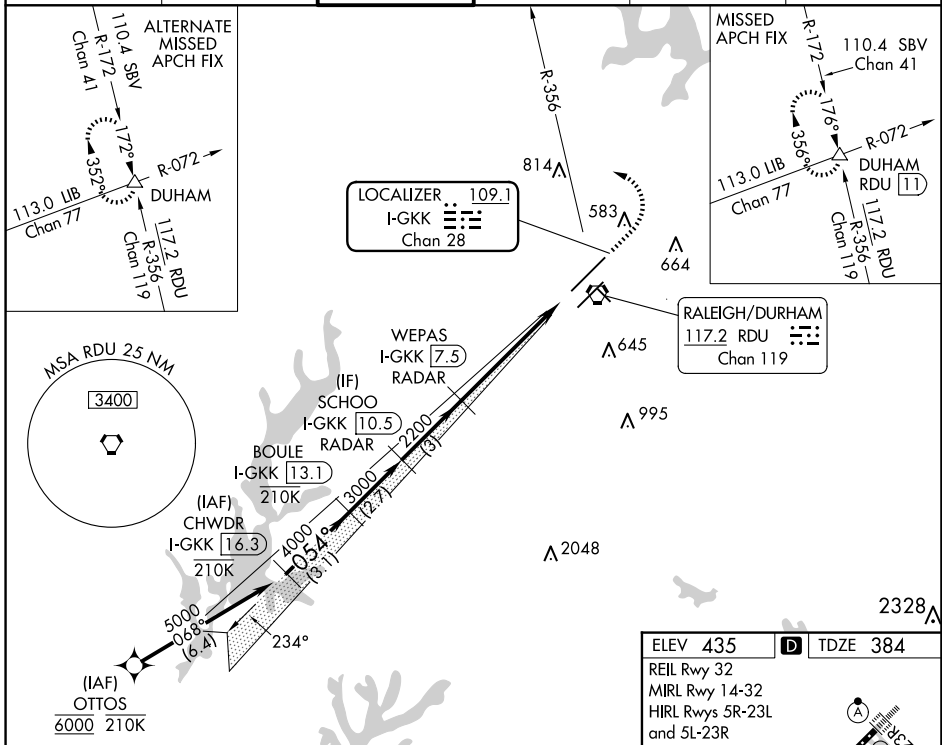 ALTERNATE
MISSED
APCH FIX
110.4 SBV
Chan 41
R-172
172°
352°
R-072
DUHAM
113.0 LIB
Chan 77
117.2 RDU
R-356
Chan 119
R-356
814
583
664
645
995
2048
2328
LOCALIZER 109.1
I-GKK
Chan 28
MISSED
APCH FIX
R-172
110.4 SBV
Chan 41
176°
356°
R-072
DUHAM
RDU 11
113.0 LIB
Chan 77
117.2 RDU
R-356
Chan 119
RALEIGH/DURHAM
117.2 RDU
Chan 119
MSA RDU 25 NM
3400
WEPAS
I-GKK 7.5
RADAR
(IF)
SCHOO
I-GKK 10.5
RADAR
BOULE
I-GKK 13.1
210K
(IAF)
CHWDR
I-GKK 16.3
210K
2200
(3)
3000
(2.7)
4000
054°
(3.1)
5000
068°
(6.4)
234°
(IAF)
OTTOS
6000 210K
ELEV 435 D TDZE 384
REIL Rwy 32
MIRL Rwy 14-32
HIRL Rwys 5R-23L
and 5L-23R
A
23R